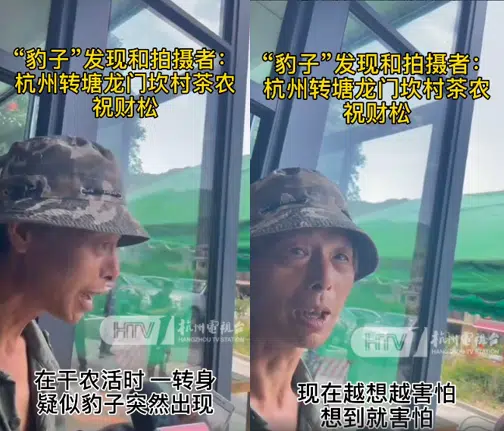 “豹子”发现和拍摄者：
杭州转塘龙门坎村茶农
祝财松
HTV 杭州电视台
HANGZHOU TV STATION
在干农活时 一转身
疑似豹子突然出现
“豹子”发现和拍摄者：
杭州转塘龙门坎村茶农
祝财松
HTV 杭州电视台
HANGZHOU TV STATION
现在越想越害怕
想到就害怕